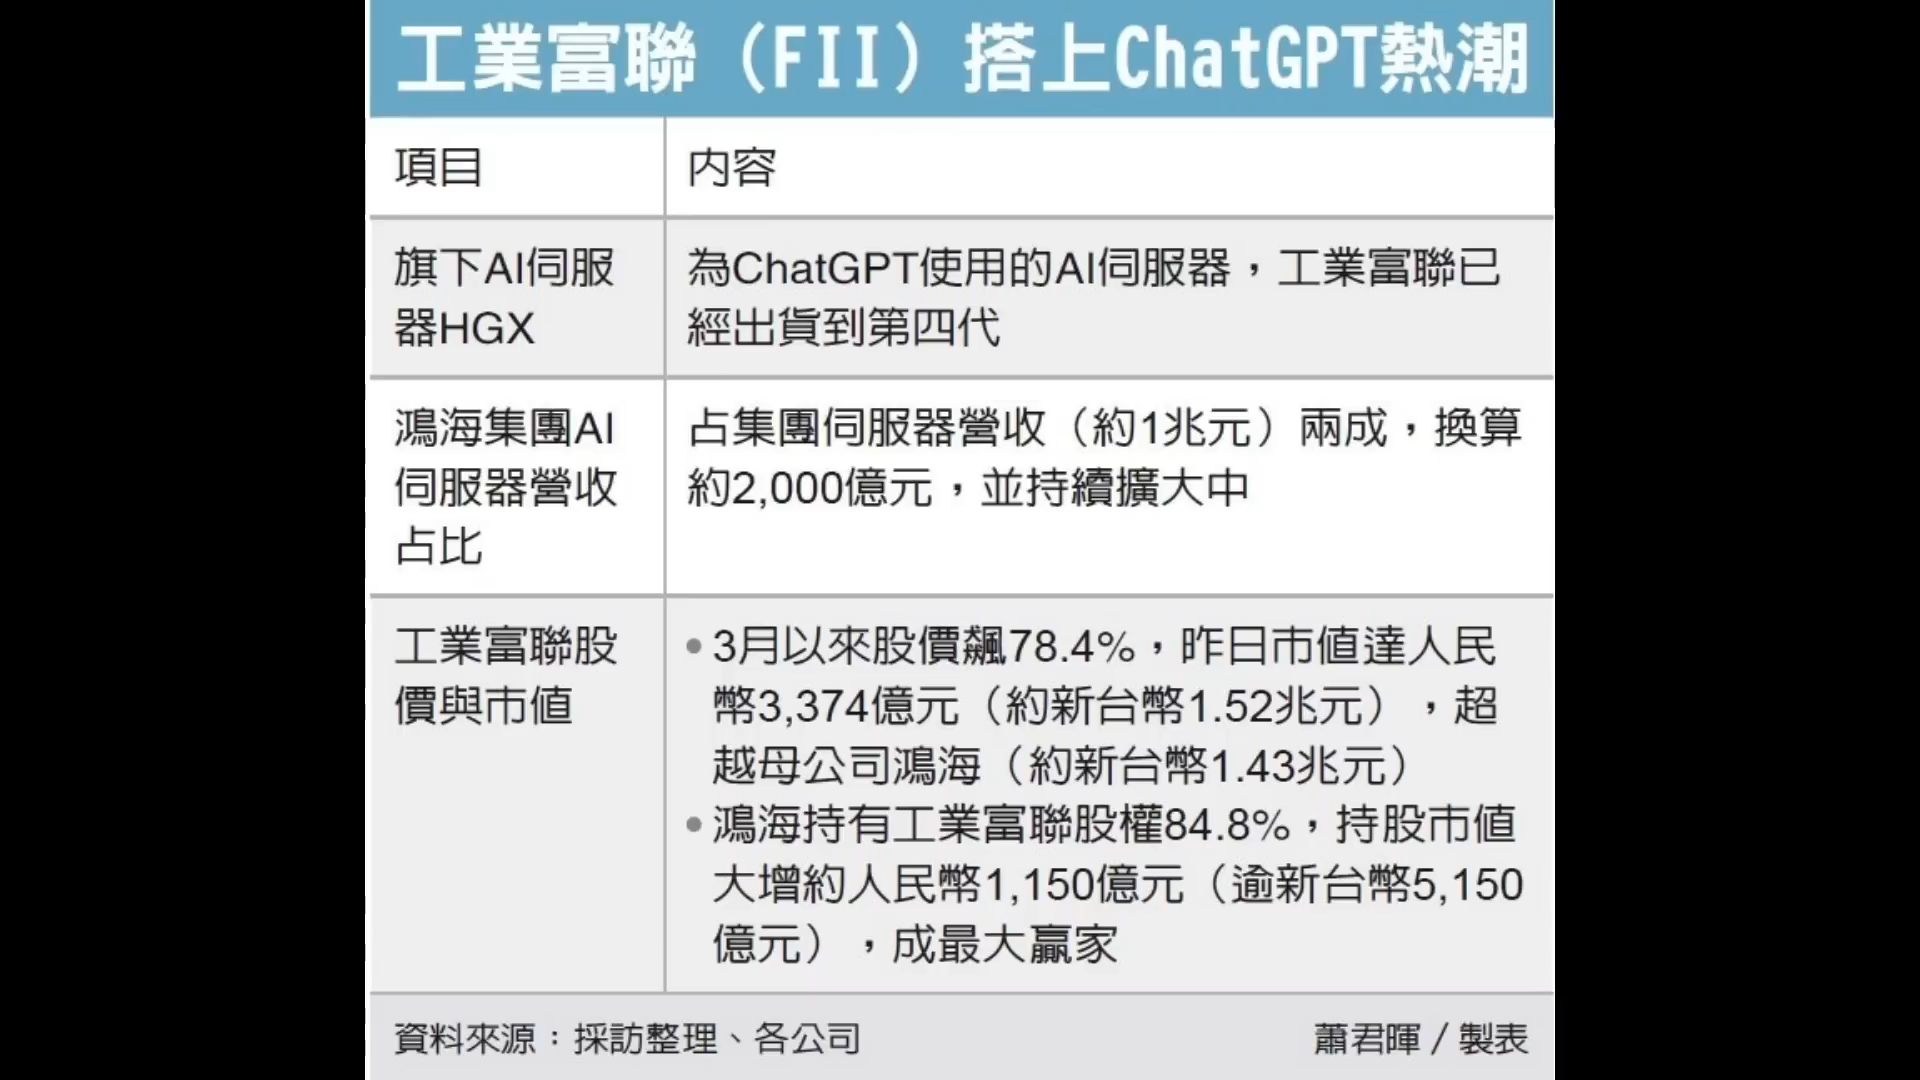 工業富聯（FII）搭上ChatGPT熱潮
項目
內容
旗下AI伺服
器HGX
為ChatGPT使用的AI伺服器，工業富聯已
經出貨到第四代
鴻海集團AI
伺服器營收
占比
占集團伺服器營收（約1兆元）兩成，換算
約2,000億元，並持續擴大中
工業富聯股
價與市值
•3月以來股價飆78.4%，昨日市值達人民
幣3,374億元（約新台幣1.52兆元），超
越母公司鴻海（約新台幣1.43兆元）
•鴻海持有工業富聯股權84.8%，持股市值
大增約人民幣1,150億元（逾新台幣5,150
億元），成最大贏家
資料來源：採訪整理、各公司
蕭君暉／製表